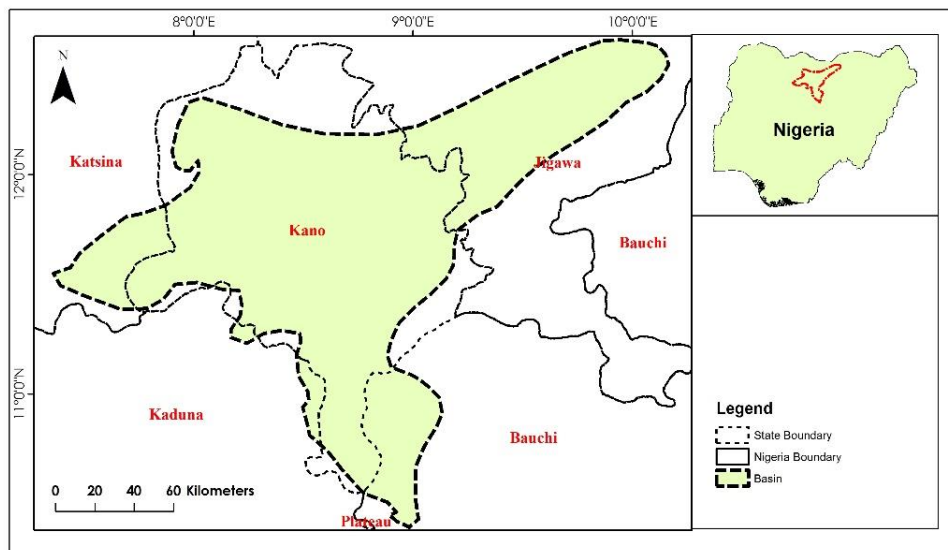 8°0'0"E 9°0'0"E 10°0'0"E
N
Katsina
12°0'0"N
Jigawa
Kano
Bauchi
11°0'0"N
Kaduna
Bauchi
0 20 40 60 Kilometers
Plateau
Nigeria
Legend
State Boundary
Nigeria Boundary
Basin